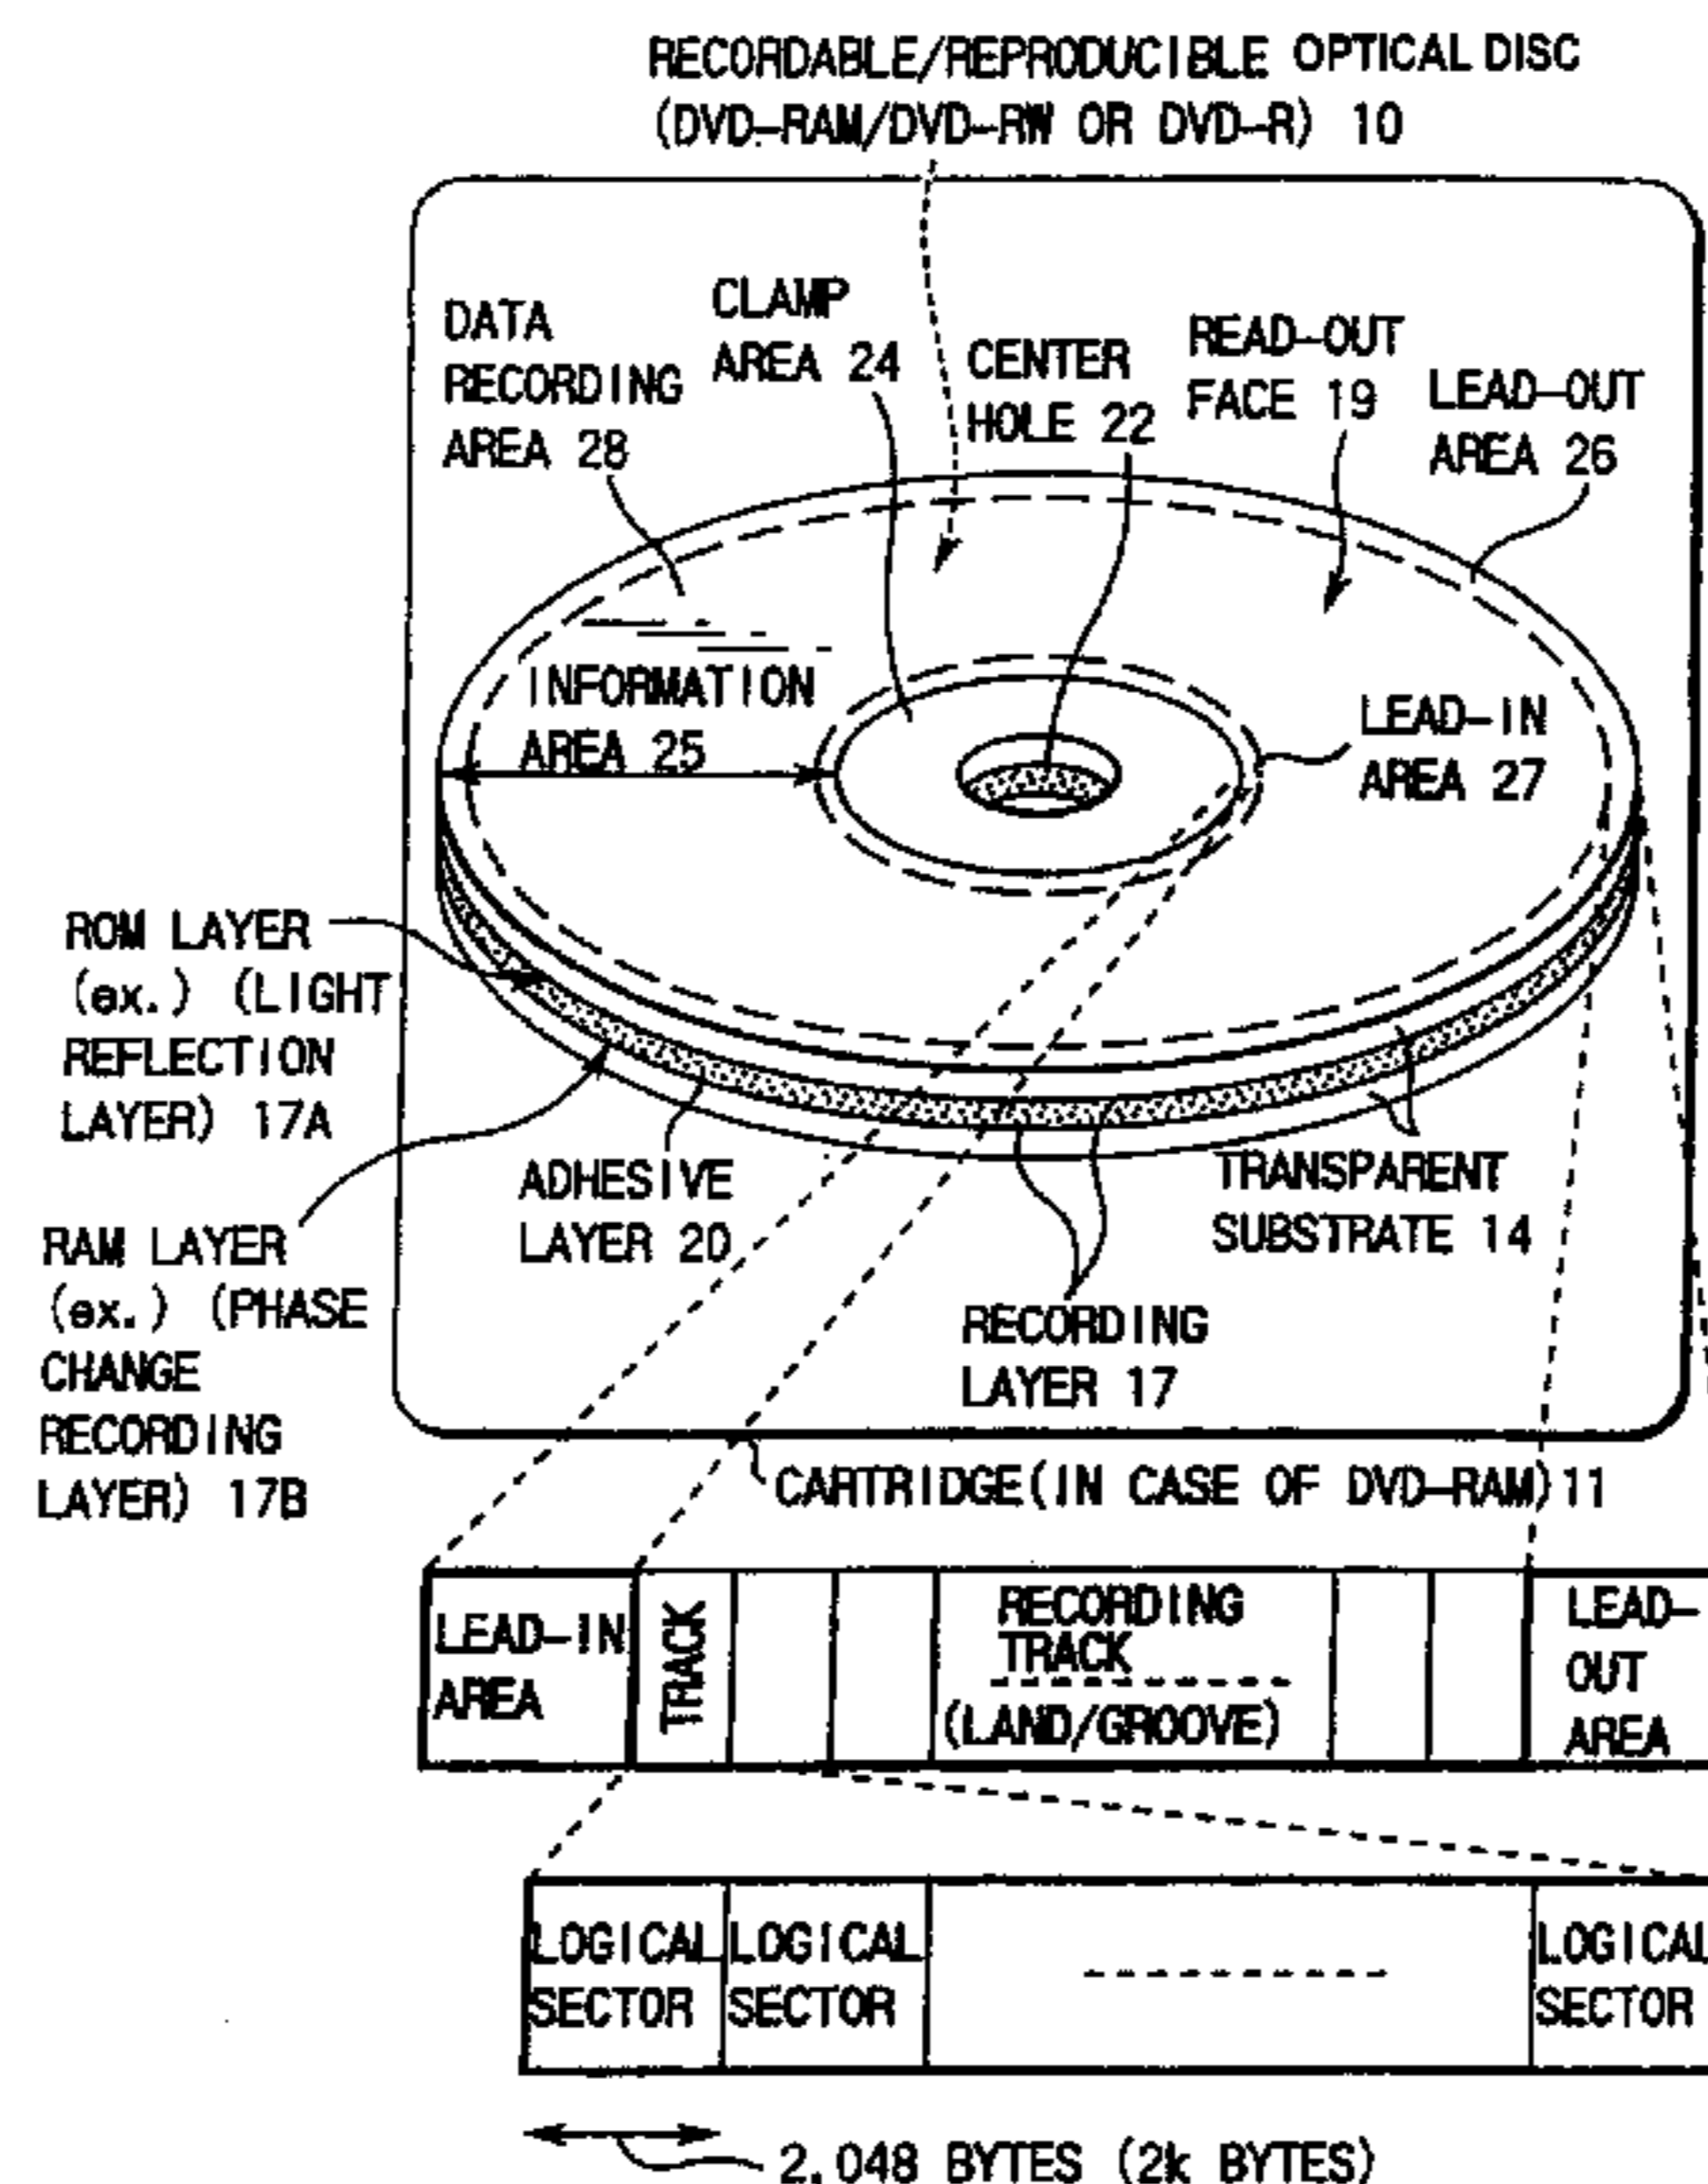 RECORDABLE/REPRODUCIBLE OPTICAL DISC
(DVD-RAM/DVD-RW OR DVD-R) 10
DATA
RECORDING
AREA 28
CLAMP
AREA 24
CENTER
HOLE 22
READ-OUT
FACE 19
LEAD-OUT
AREA 26
INFORMATION
AREA 25
LEAD-IN
AREA 27
ROM LAYER
(ex.) (LIGHT
REFLECTION
LAYER) 17A
RAM LAYER
(ex.) (PHASE
CHANGE
RECORDING
LAYER) 17B
ADHESIVE
LAYER 20
TRANSPARENT
SUBSTRATE 14
RECORDING
LAYER 17
CARTRIDGE(IN CASE OF DVD-RAM)11
LEAD-IN
AREA
TRACK
RECORDING
TRACK
(LAND/GROOVE)
LEAD-
OUT
AREA
LOGICAL
SECTOR
LOGICAL
SECTOR
LOGICAL
SECTOR
2,048 BYTES (2k BYTES)